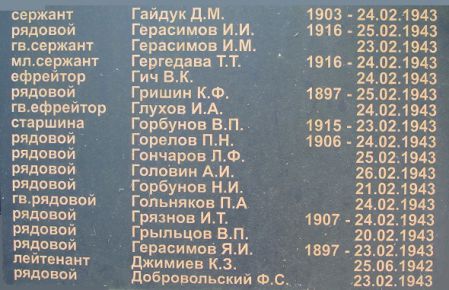 сержант Гайдук Д.М. 1903 - 24.02.1943
рядовой Герасимов И.И. 1916 - 25.02.1943
гв.сержант Герасимов И.М. 23.02.1943
мл.сержант Гергедава Т.Т. 1916 - 24.02.1943
ефрейтор Гич В.К. 24.02.1943
рядовой Гришин К.Ф. 1897 - 25.02.1943
гв.ефрейтор Глухов И.А. 24.02.1943
старшина Горбунов В.П. 1915 - 23.02.1943
рядовой Горелов П.Н. 1906 - 24.02.1943
рядовой Гончаров Л.Ф. 25.02.1943
рядовой Головин А.И. 26.02.1943
рядовой Горбунов Н.И. 21.02.1943
гв.рядовой Гольняков П.А 24.02.1943
рядовой Грязнов И.Т. 1907 - 24.02.1943
рядовой Грыльцов В.П. 20.02.1943
рядовой Герасимов Я.И. 1897 - 23.02.1943
лейтенант Джимиев К.З. 25.06.1942
рядовой Добровольский Ф.С. 23.02.1943